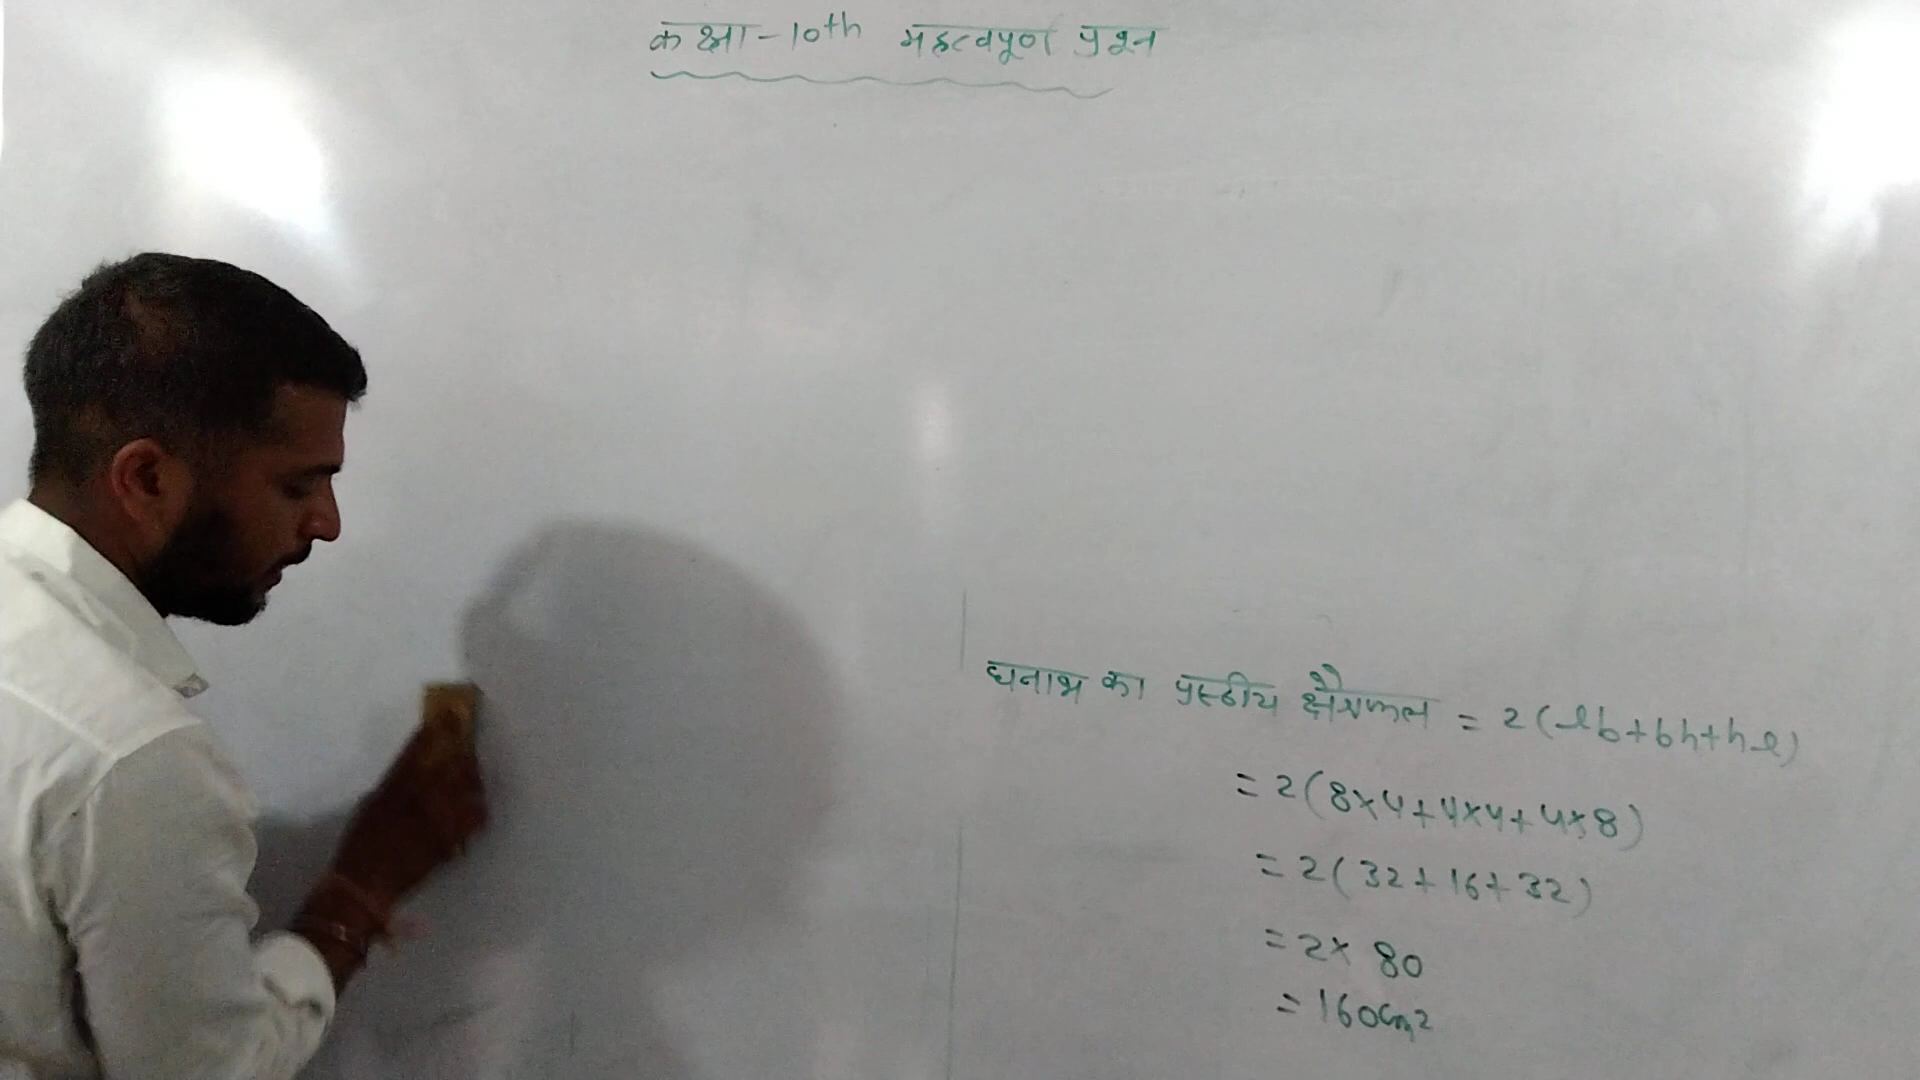 कक्षा-10th महत्वपूर्ण प्रश्न
घनाभ का पृष्ठीय क्षैत्रफल = 2(lb+bh+hl)
= 2(8×4+4×4+4×8)
= 2(32+16+32)
= 2× 80
= 160cm2